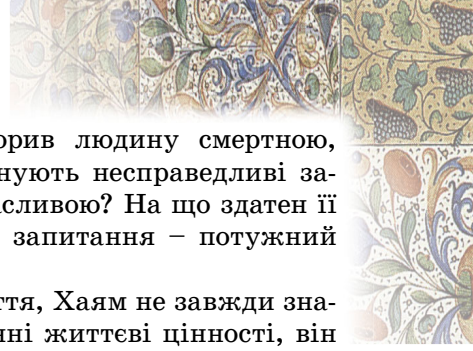 орив людину смертною,
нують несправедливі за-
сливою? На що здатен її
запитання – потужний
ття, Хаям не завжди зна-
нні життєві цінності, він